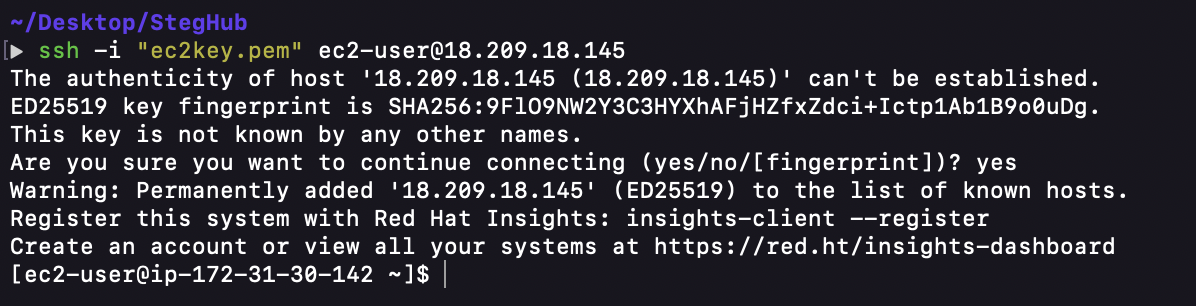 ~/Desktop/StegHub
[▶ ssh -i "ec2key.pem" ec2-user@18.209.18.145
The authenticity of host '18.209.18.145 (18.209.18.145)' can't be established.
ED25519 key fingerprint is SHA256:9FlO9NW2Y3C3HYXhAFjHZfxZdci+Ictp1Ab1B9o0uDg.
This key is not known by any other names.
Are you sure you want to continue connecting (yes/no/[fingerprint])? yes
Warning: Permanently added '18.209.18.145' (ED25519) to the list of known hosts.
Register this system with Red Hat Insights: insights-client --register
Create an account or view all your systems at https://red.ht/insights-dashboard
[ec2-user@ip-172-31-30-142 ~]$